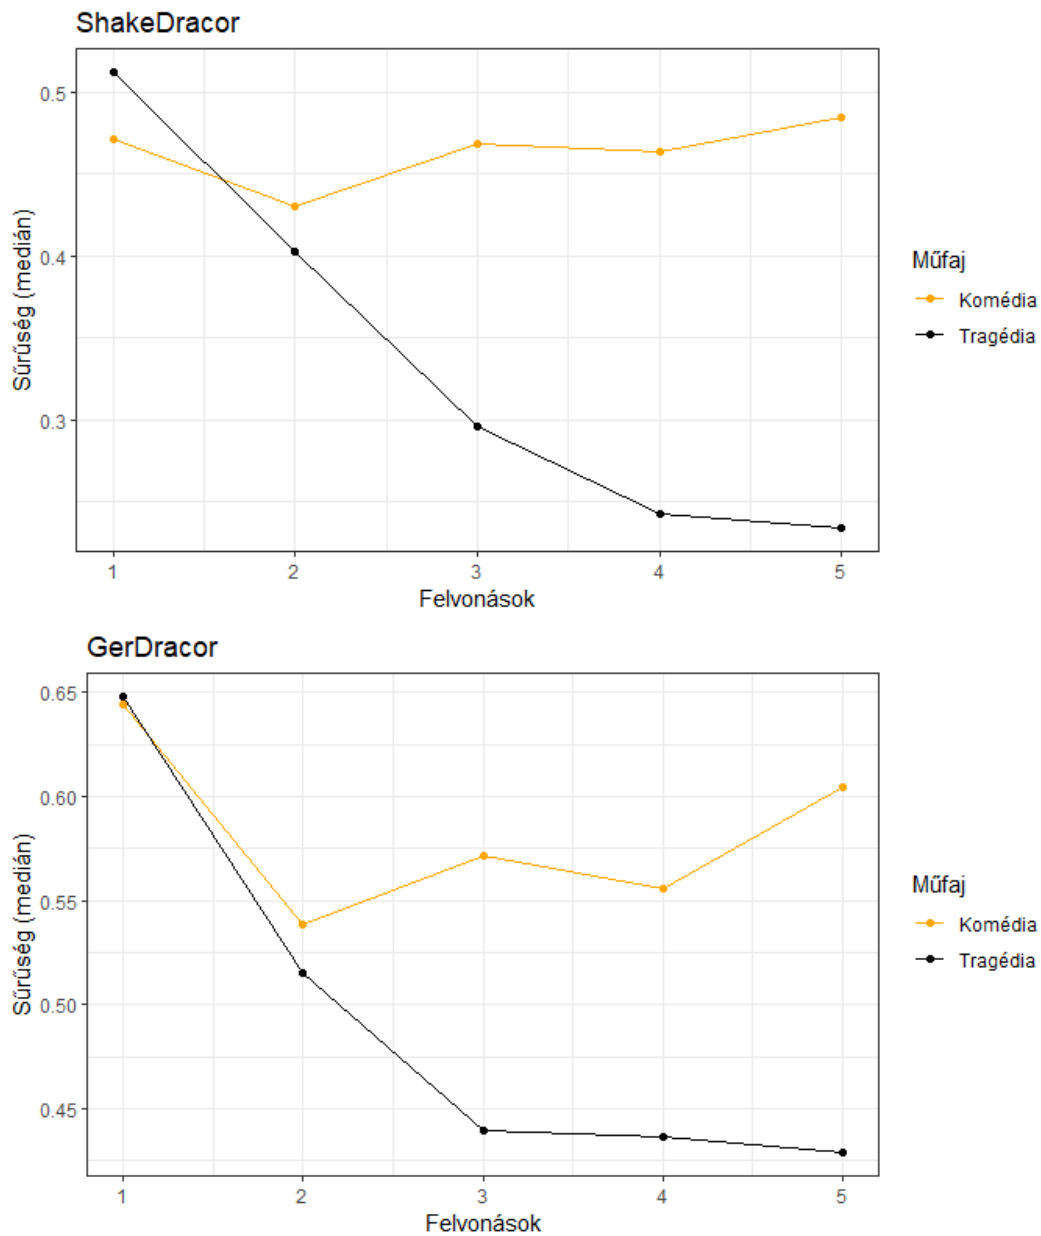 ShakeDracor
0.5
0.4
0.3
Sűrűség (medián)
1 2 3 4 5
Felvonások
Műfaj
Komédia
Tragédia
GerDracor
0.65
0.60
0.55
0.50
0.45
Sűrűség (medián)
1 2 3 4 5
Felvonások
Műfaj
Komédia
Tragédia